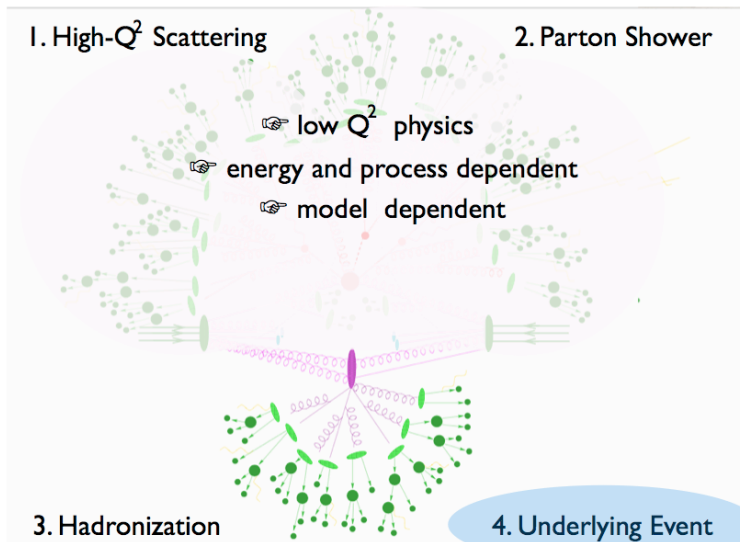 1. High-Q² Scattering
2. Parton Shower
☞ low Q² physics
☞ energy and process dependent
☞ model dependent
3. Hadronization
4. Underlying Event